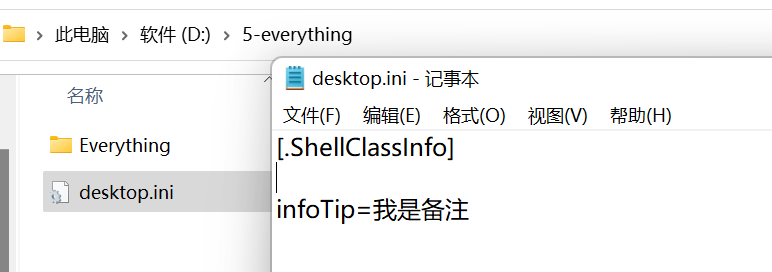 此电脑 > 软件 (D:) > 5-everything
desktop.ini - 记事本
名称
文件(F) 编辑(E) 格式(O) 视图(V) 帮助(H)
Everything
[.ShellClassInfo]
desktop.ini
infoTip=我是备注